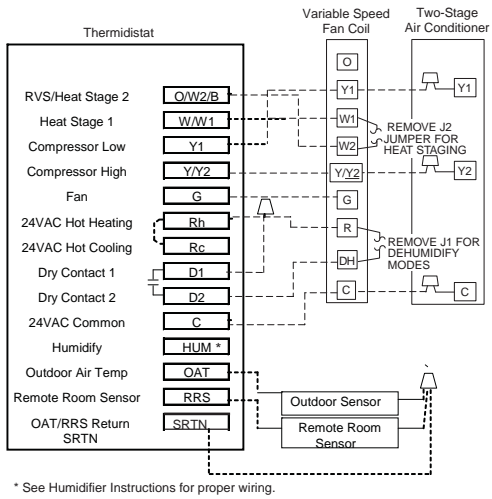 Variable Speed
Fan Coil
Two-Stage
Air Conditioner
Thermidistat
RVS/Heat Stage 2 O/W2/B
Heat Stage 1 W/W1
Compressor Low Y1
Compressor High Y/Y2
Fan G
24VAC Hot Heating Rh
24VAC Hot Cooling Rc
Dry Contact 1 D1
Dry Contact 2 D2
24VAC Common C
Humidify HUM *
Outdoor Air Temp OAT
Remote Room Sensor RRS
OAT/RRS Return
SRTN
SRTN
O
Y1
W1
W2
Y/Y2
G
R
DH
C
REMOVE J2
JUMPER FOR
HEAT STAGING
REMOVE J1 FOR
DEHUMIDIFY
MODES
Y1
Y2
C
Outdoor Sensor
Remote Room
Sensor
* See Humidifier Instructions for proper wiring.